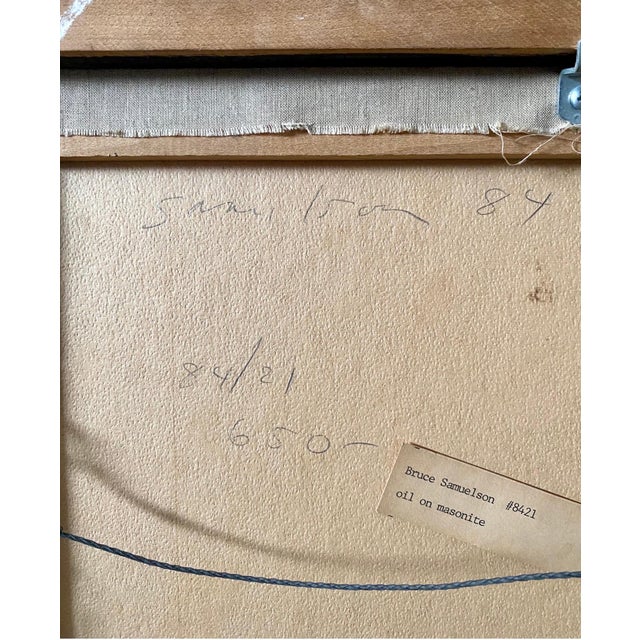 Samuelson 84
84/21
650-
Bruce Samuelson #8421
oil on masonite